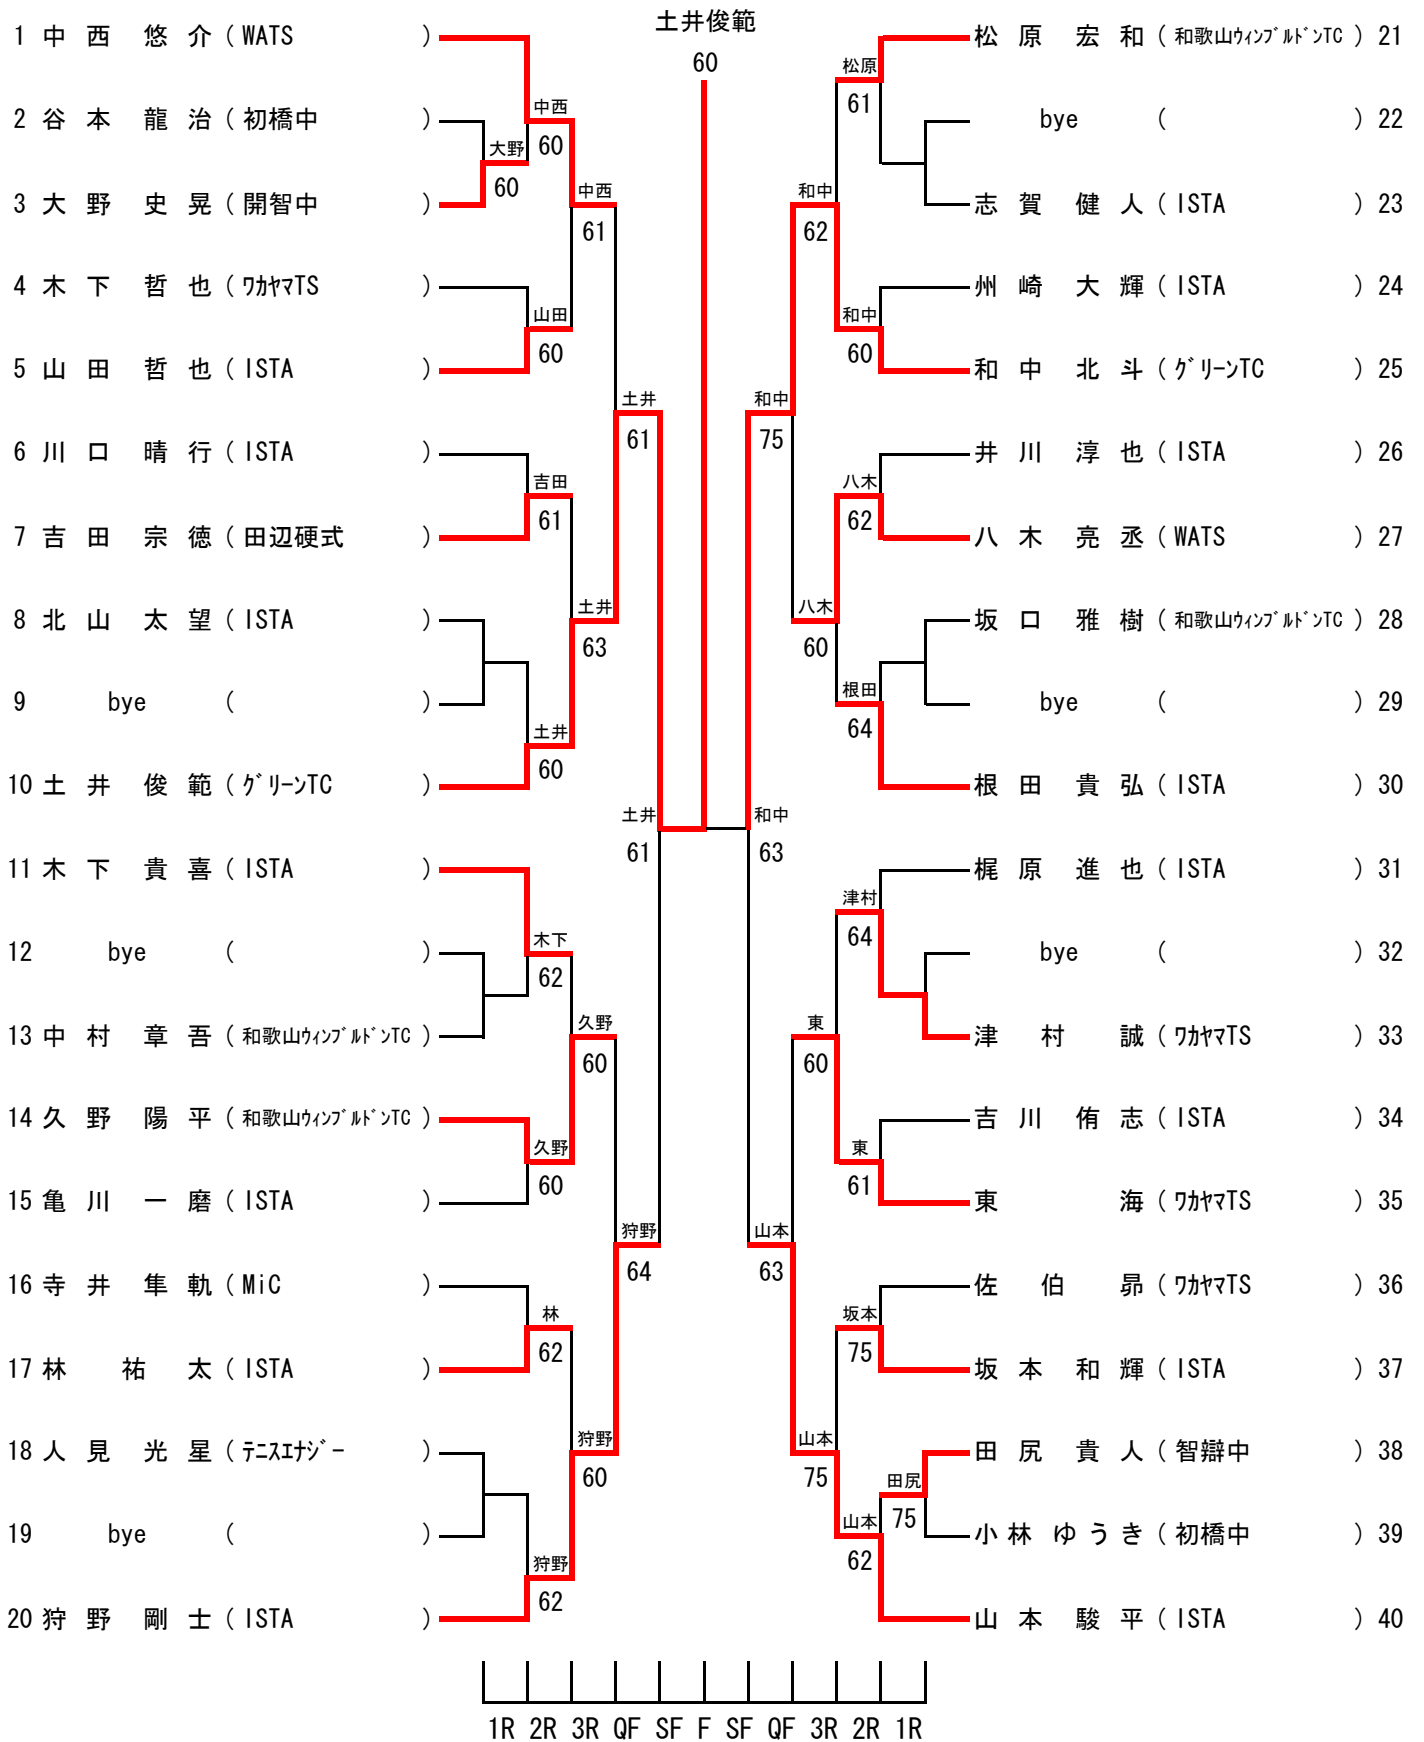 土井俊範
60
1 中西 悠介 ( WATS )
2 谷本 龍治 ( 初橋中 )
3 大野 史晃 ( 開智中 )
4 木下 哲也 ( ワカヤマTS )
5 山田 哲也 ( ISTA )
6 川口 晴行 ( ISTA )
7 吉田 宗徳 ( 田辺硬式 )
8 北山 太望 ( ISTA )
9 bye ( )
10 土井 俊範 ( グリーンTC )
11 木下 貴喜 ( ISTA )
12 bye ( )
13 中村 章吾 ( 和歌山ウィンブルドンTC )
14 久野 陽平 ( 和歌山ウィンブルドンTC )
15 亀川 一磨 ( ISTA )
16 寺井 隼軌 ( MiC )
17 林 祐太 ( ISTA )
18 人見 光星 ( テニスエナジー )
19 bye ( )
20 狩野 剛士 ( ISTA )
大野
60
中西
60
山田
60
吉田
61
土井
60
木下
62
久野
60
林
62
狩野
62
中西
61
土井
63
久野
60
狩野
60
土井
61
狩野
64
土井
61
和中
63
和中
75
山本
63
和中
62
八木
60
東
60
山本
75
松原
61
和中
60
八木
62
根田
64
津村
64
東
61
坂本
75
山本
62
田尻
75
松原 宏和 ( 和歌山ウィンブルドンTC ) 21
bye ( ) 22
志賀 健人 ( ISTA ) 23
州崎 大輝 ( ISTA ) 24
和中 北斗 ( グリーンTC ) 25
井川 淳也 ( ISTA ) 26
八木 亮丞 ( WATS ) 27
坂口 雅樹 ( 和歌山ウィンブルドンTC ) 28
bye ( ) 29
根田 貴弘 ( ISTA ) 30
梶原 進也 ( ISTA ) 31
bye ( ) 32
津村 誠 ( ワカヤマTS ) 33
吉川 侑志 ( ISTA ) 34
東 海 ( ワカヤマTS ) 35
佐伯 昴 ( ワカヤマTS ) 36
坂本 和輝 ( ISTA ) 37
田尻 貴人 ( 智辯中 ) 38
小林 ゆうき ( 初橋中 ) 39
山本 駿平 ( ISTA ) 40
1R 2R 3R QF SF F SF QF 3R 2R 1R